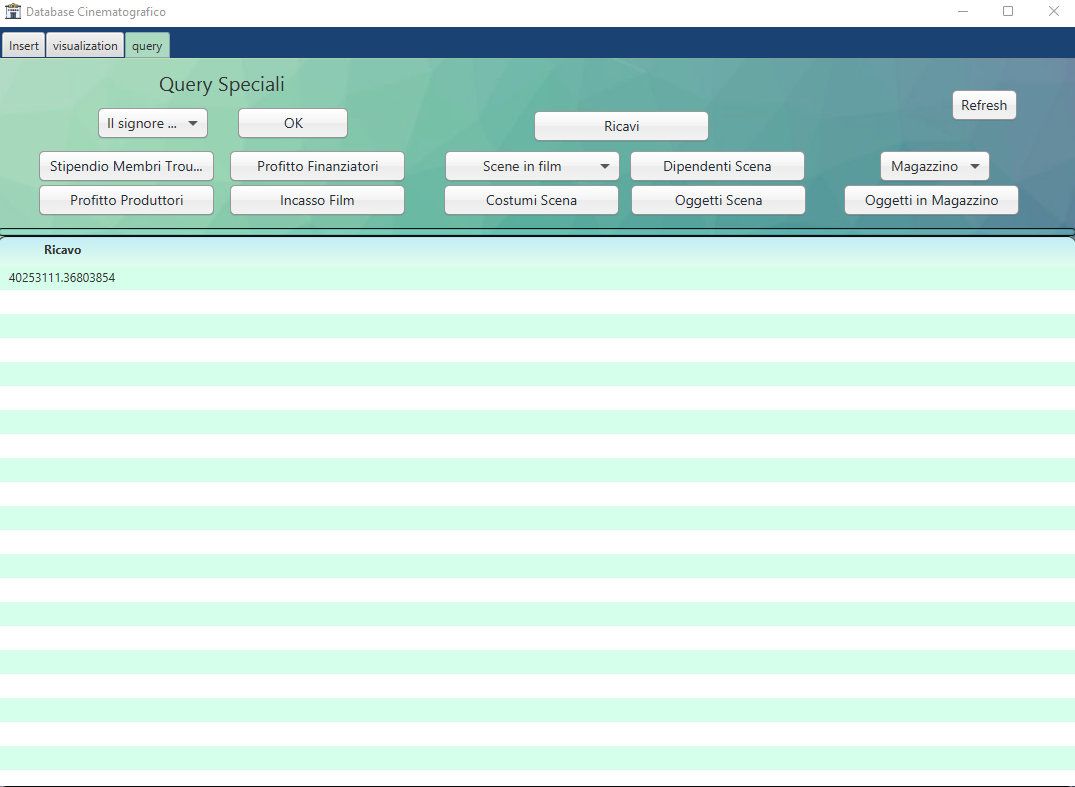 Database Cinematografico
Insert visualization query
Query Speciali
Refresh
Il signore ... OK Ricavi
Stipendio Membri Trou... Profitto Finanziatori Scene in film Dipendenti Scena Magazzino
Profitto Produttori Incasso Film Costumi Scena Oggetti Scena Oggetti in Magazzino
Ricavo
40253111.36803854